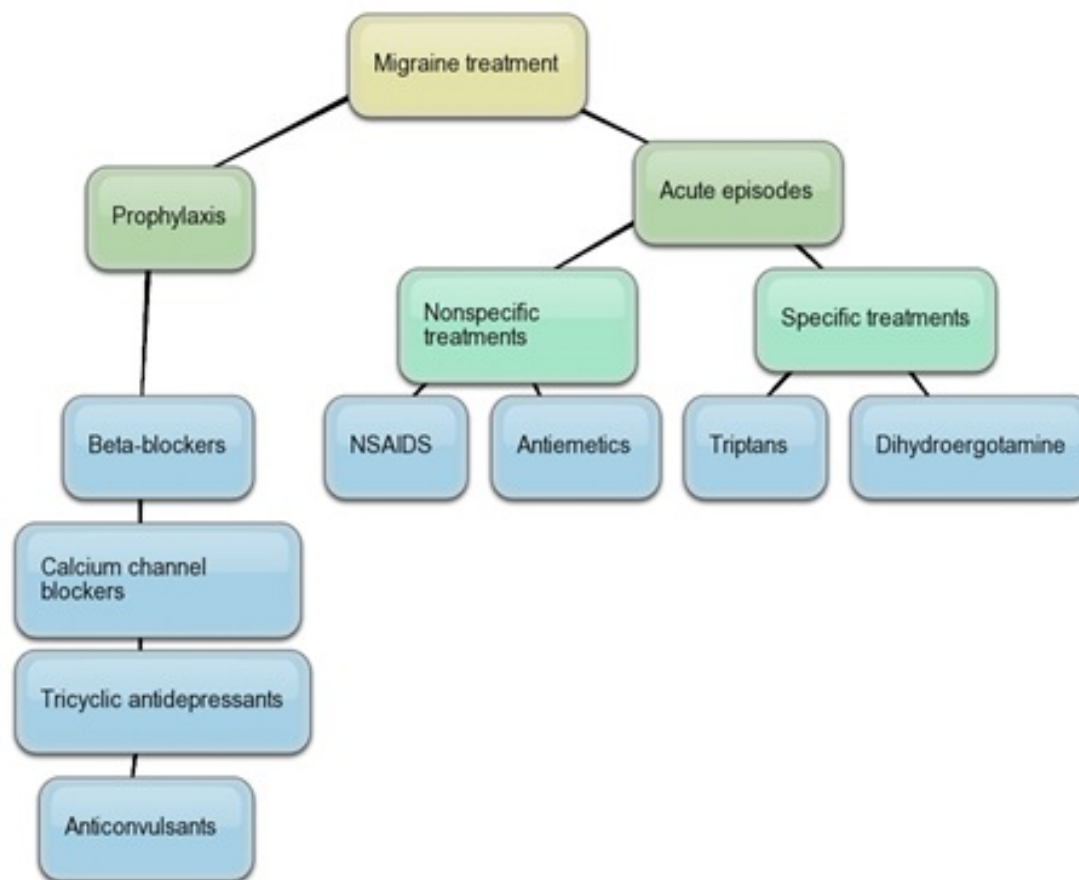 Migraine treatment
Prophylaxis
Acute episodes
Nonspecific
treatments
Specific treatments
Beta-blockers
NSAIDS
Antiemetics
Triptans
Dihydroergotamine
Calcium channel
blockers
Tricyclic antidepressants
Anticonvulsants